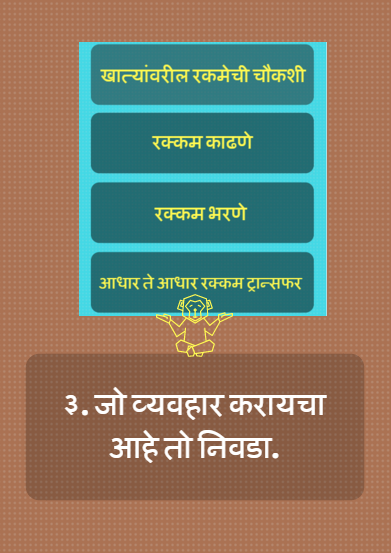 खात्यांवरील रकमेची चौकशी
रक्कम काढणे
रक्कम भरणे
आधार ते आधार रक्कम ट्रान्सफर
३. जो व्यवहार करायचा
आहे तो निवडा.